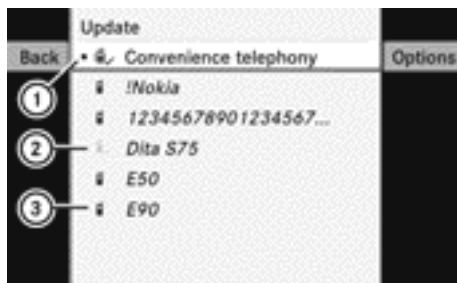 Update
Back • Convenience telephony Options
1
!Nokia
12345678901234567...
2 Dita S75
E50
3 E90